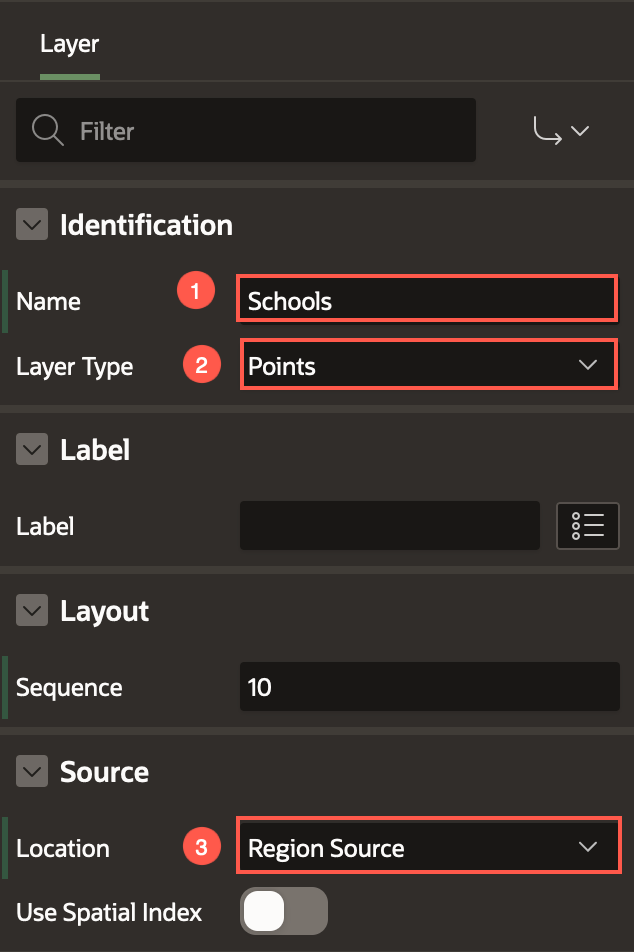 Layer
Filter
Identification
Name 1 Schools
Layer Type 2 Points
Label
Label
Layout
Sequence 10
Source
Location 3 Region Source
Use Spatial Index